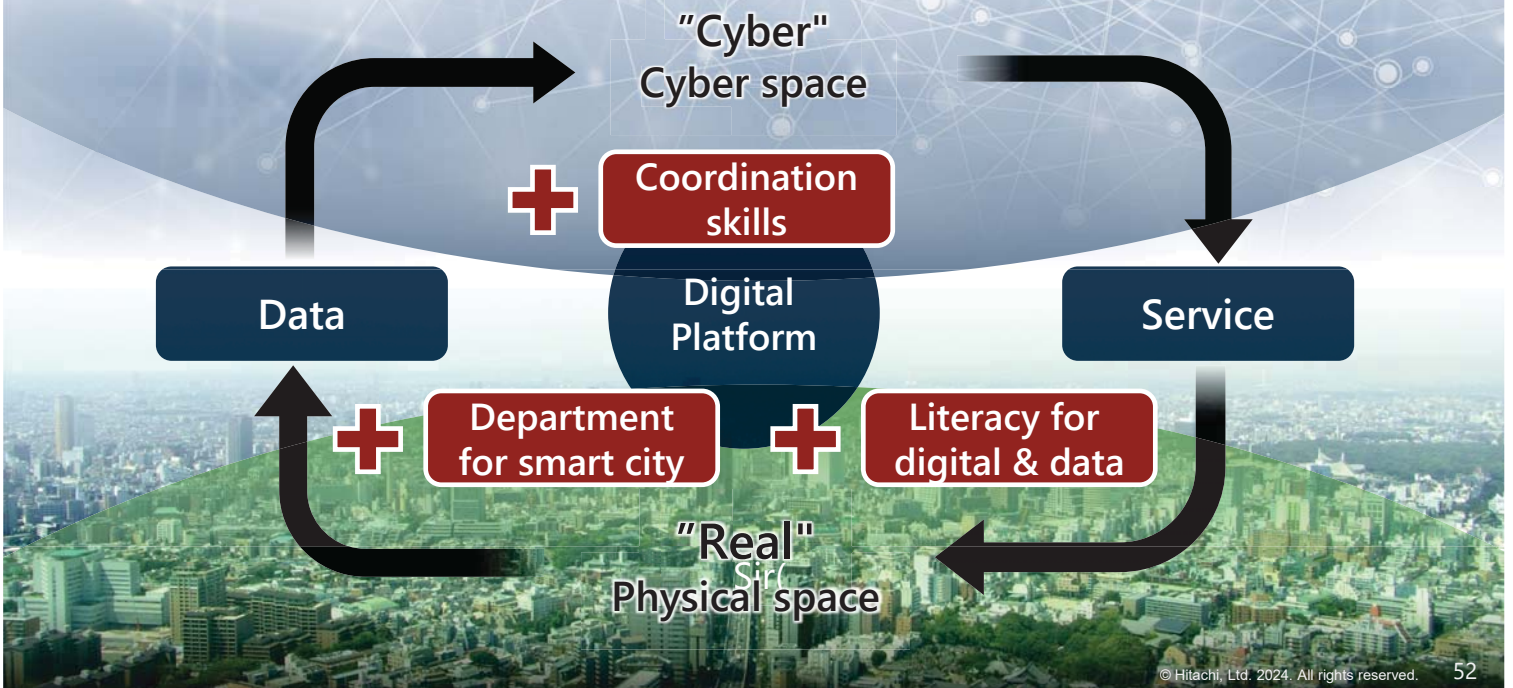 ”Cyber"
Cyber space
Coordination
skills
Data
Digital
Platform
Service
Department
for smart city
Literacy for
digital & data
”Real"
Physical space
© Hitachi, Ltd. 2024. All rights reserved.
52